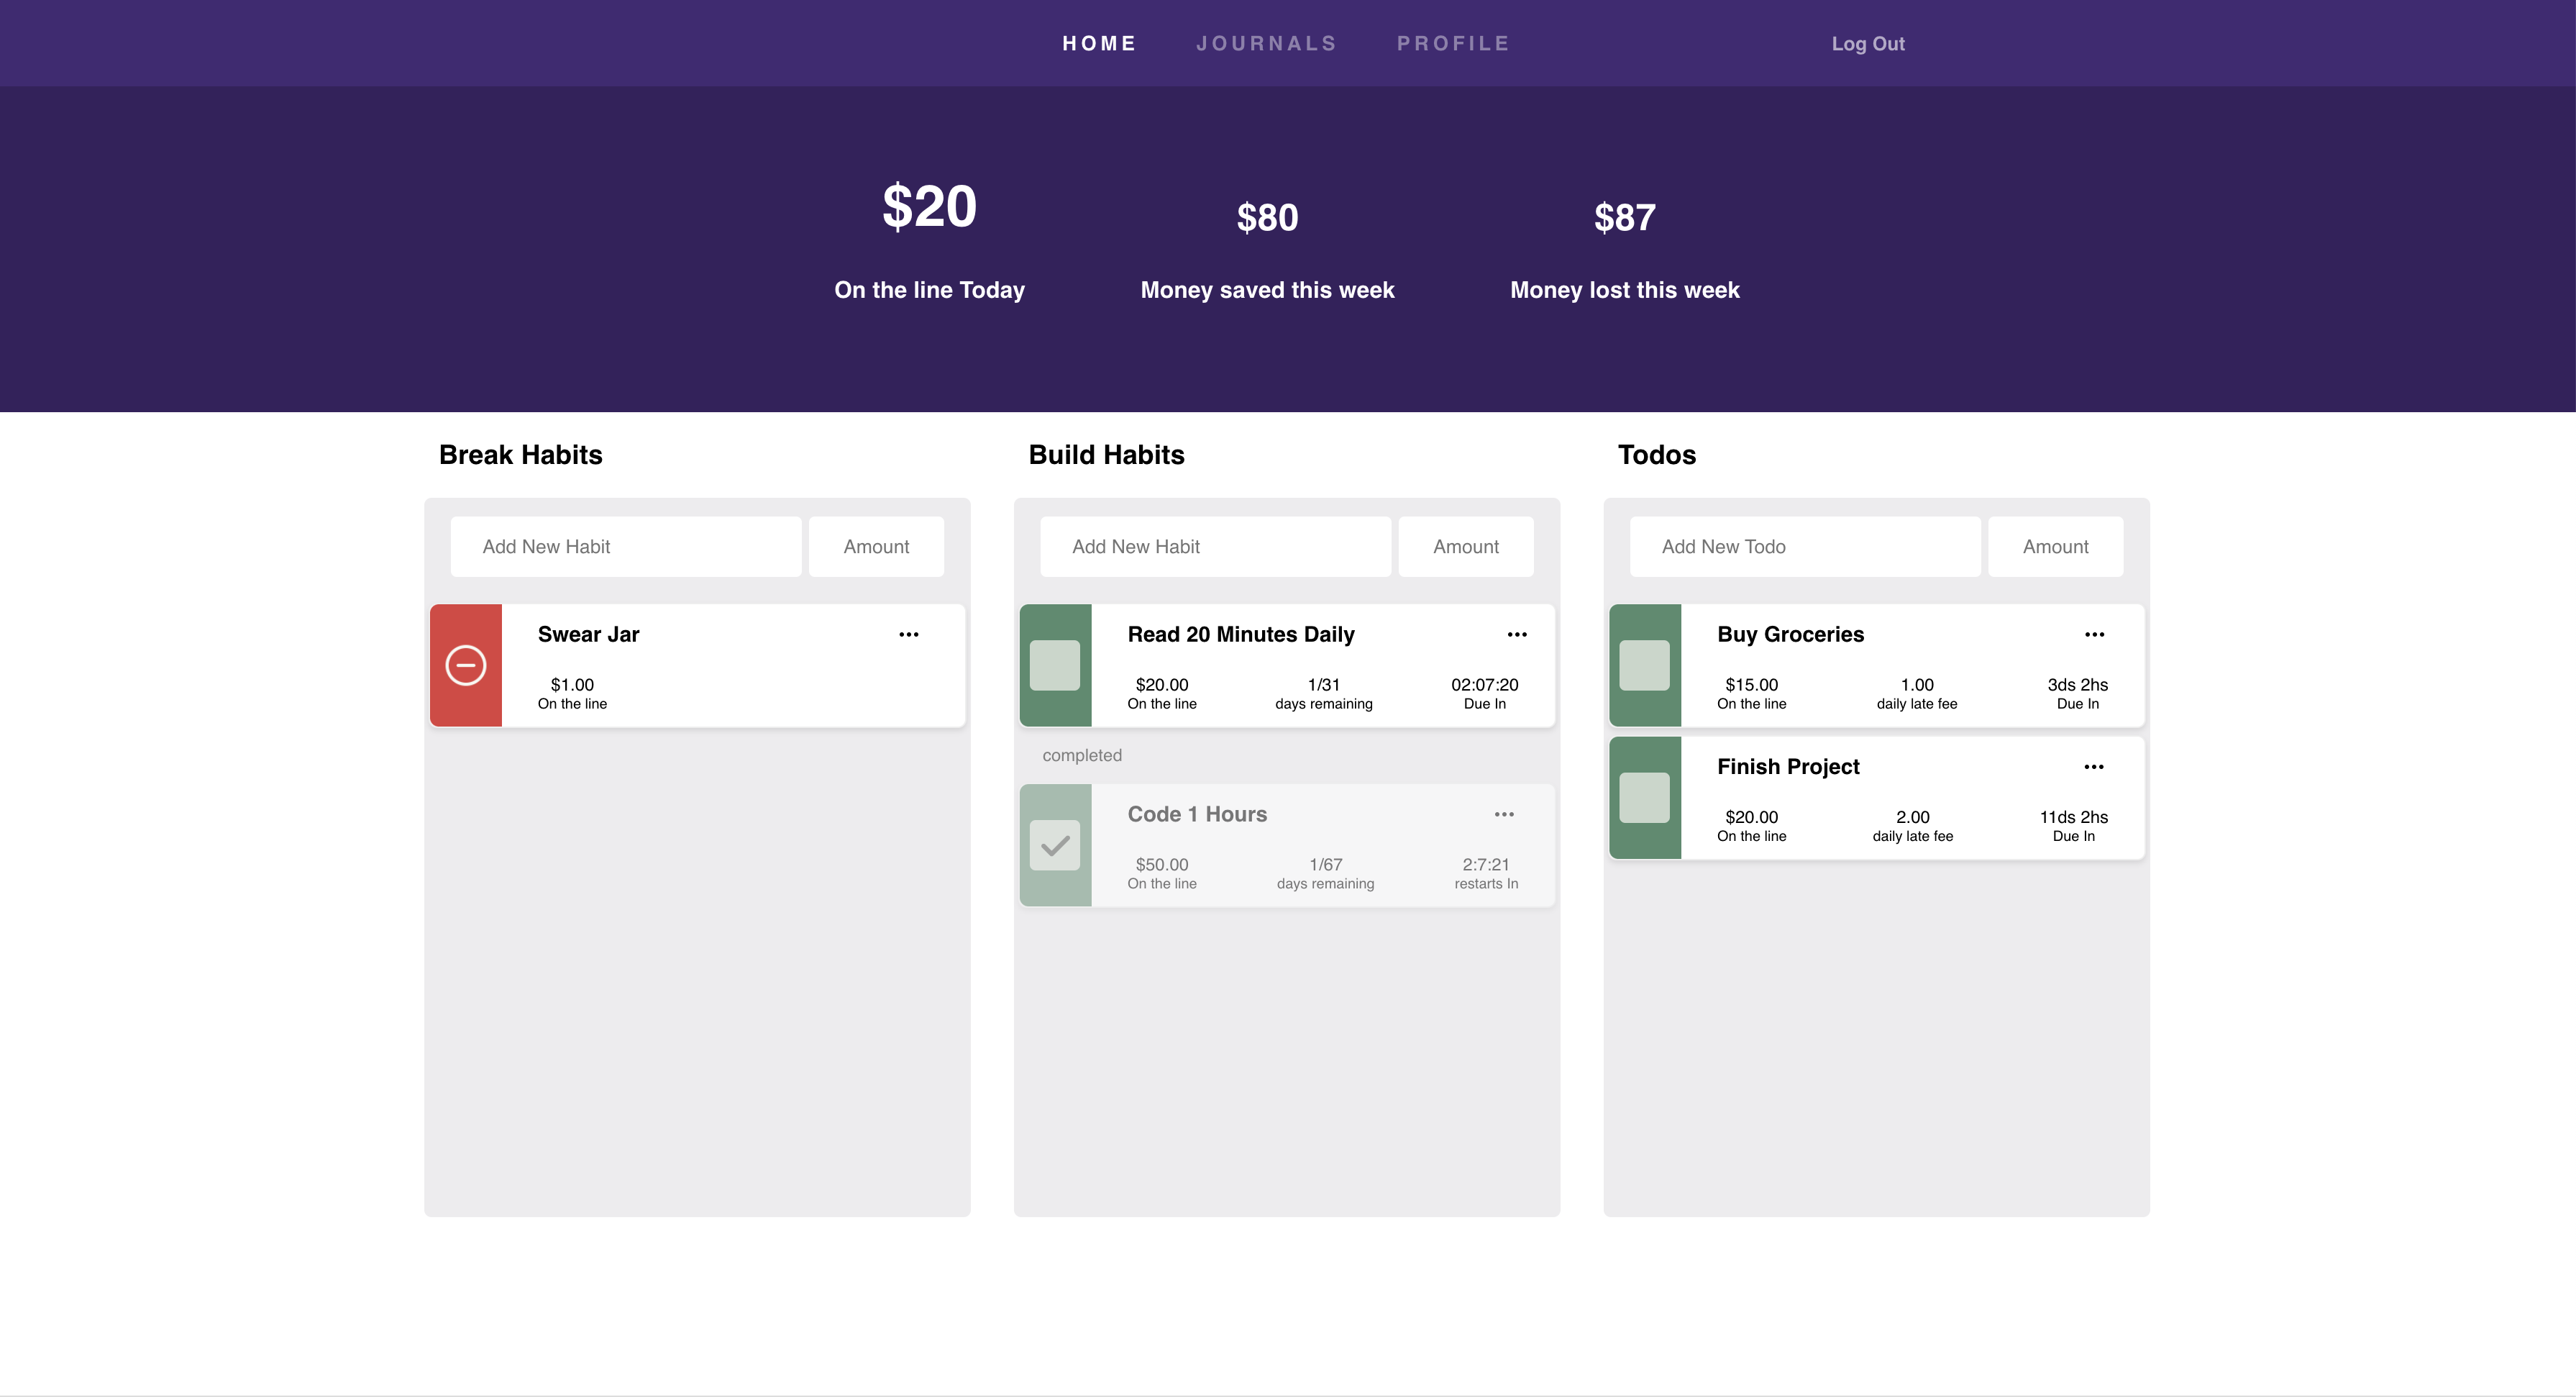 HOME JOURNALS PROFILE Log Out
$20 $80 $87
On the line Today Money saved this week Money lost this week
Break Habits
Add New Habit Amount
Swear Jar
$1.00
On the line
Build Habits
Add New Habit Amount
Read 20 Minutes Daily
$20.00 1/31 02:07:20
On the line days remaining Due In
completed
Code 1 Hours
$50.00 1/67 2:7:21
On the line days remaining restarts In
Todos
Add New Todo Amount
Buy Groceries
$15.00 1.00 3ds 2hs
On the line daily late fee Due In
Finish Project
$20.00 2.00 11ds 2hs
On the line daily late fee Due In